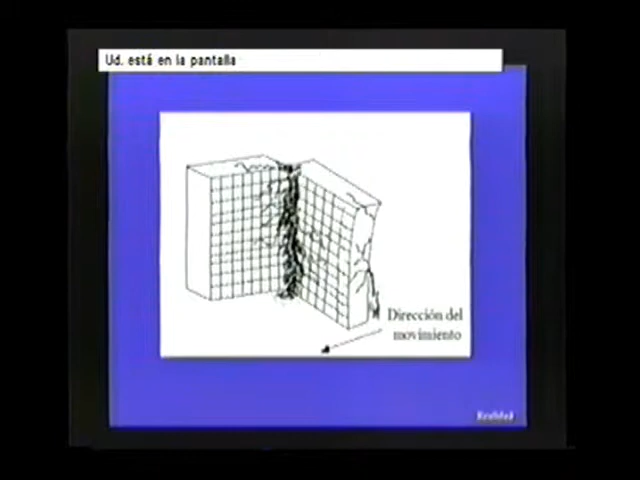 Ud. está en la pantalla
Dirección del
movimiento